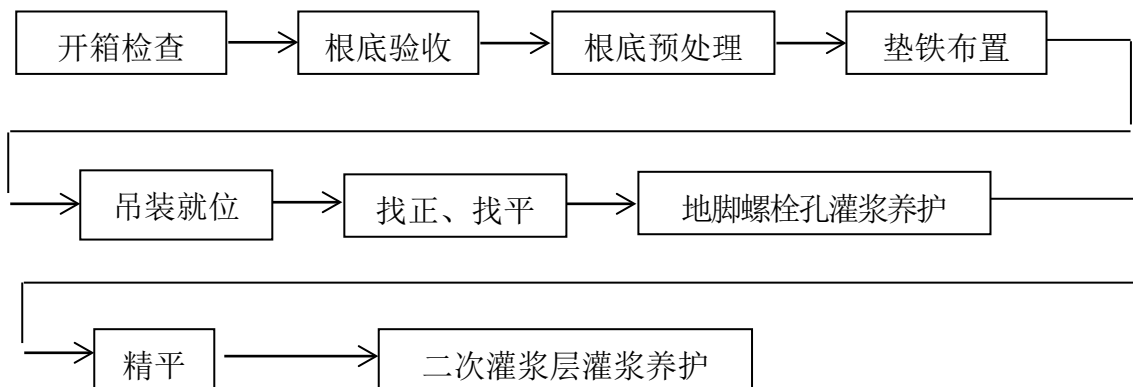 开箱检查 根底验收 根底预处理 垫铁布置
吊装就位 找正、找平 地脚螺栓孔灌浆养护
精平 二次灌浆层灌浆养护